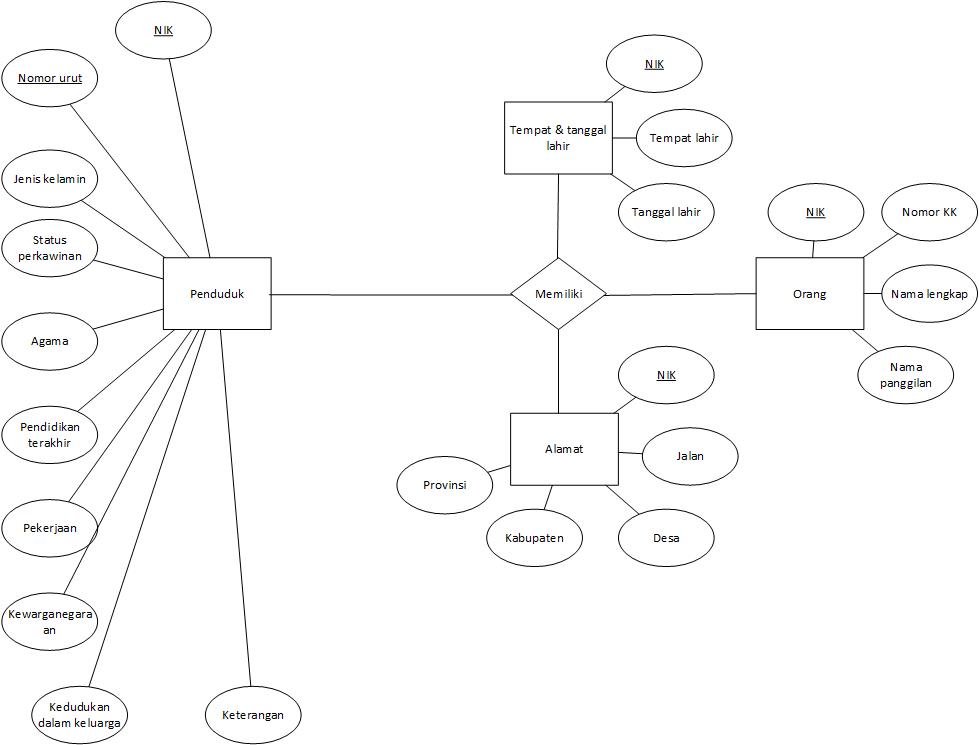 NIK
Nomor urut
Jenis kelamin
Status
perkawinan
Agama
Pendidikan
terakhir
Pekerjaan
Kewarganegara
an
Kedudukan
dalam keluarga
Keterangan
Penduduk
Memiliki
Tempat & tanggal
lahir
NIK
Tempat lahir
Tanggal lahir
Orang
NIK
Nomor KK
Nama lengkap
Nama
panggilan
Alamat
NIK
Jalan
Desa
Kabupaten
Provinsi